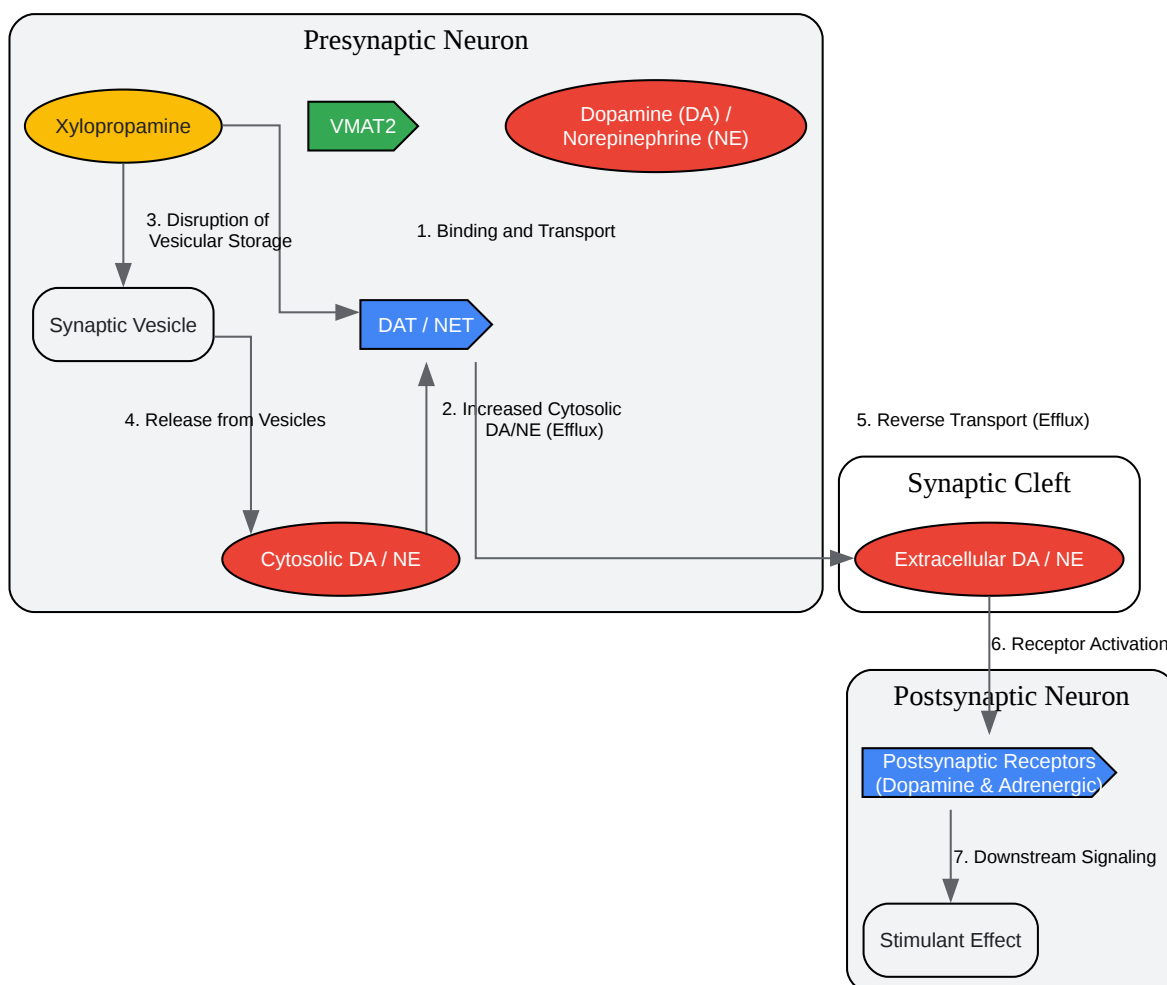 Presynaptic Neuron
Xylopropamine
VMAT2
Dopamine (DA) /
Norepinephrine (NE)
3. Disruption of
Vesicular Storage
1. Binding and Transport
Synaptic Vesicle
DAT / NET
4. Release from Vesicles
2. Increased Cytosolic
DA/NE (Efflux)
5. Reverse Transport (Efflux)
Synaptic Cleft
Cytosolic DA / NE
Extracellular DA / NE
6. Receptor Activation
Postsynaptic Neuron
Postsynaptic Receptors
(Dopamine & Adrenergic)
7. Downstream Signaling
Stimulant Effect